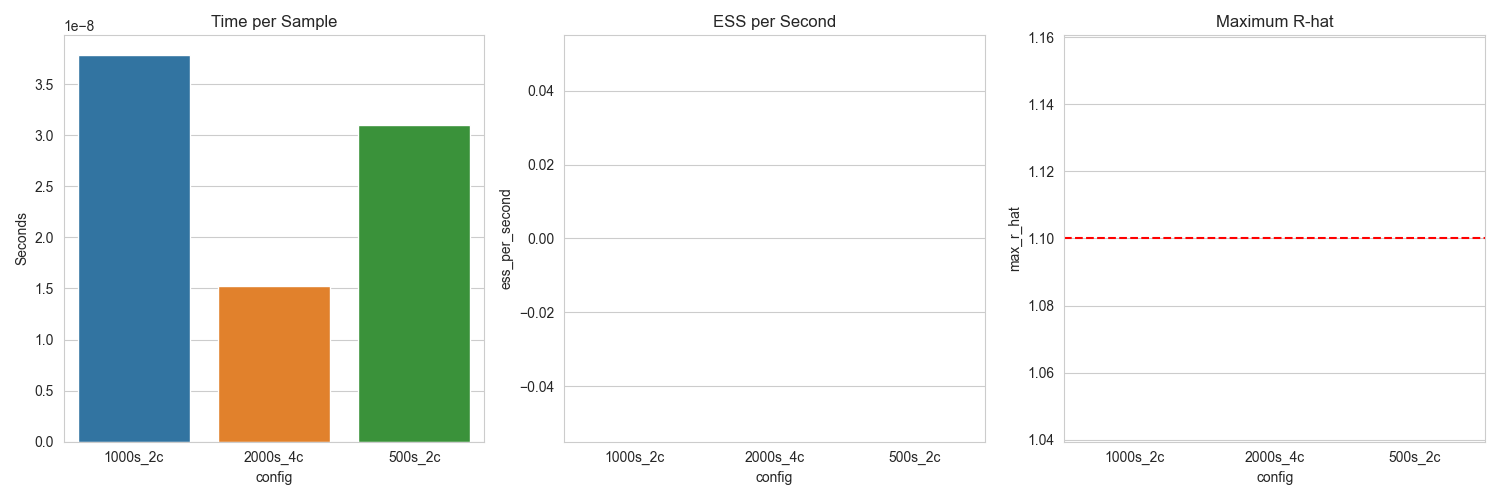 Time per Sample
1e−8
3.5
3.0
2.5
2.0
1.5
1.0
0.5
0.0
Seconds
1000s_2c
2000s_4c
500s_2c
config
ESS per Second
0.04
0.02
0.00
−0.02
−0.04
ess_per_second
1000s_2c
2000s_4c
500s_2c
config
Maximum R-hat
1.16
1.14
1.12
1.10
1.08
1.06
1.04
max_r_hat
1000s_2c
2000s_4c
500s_2c
config